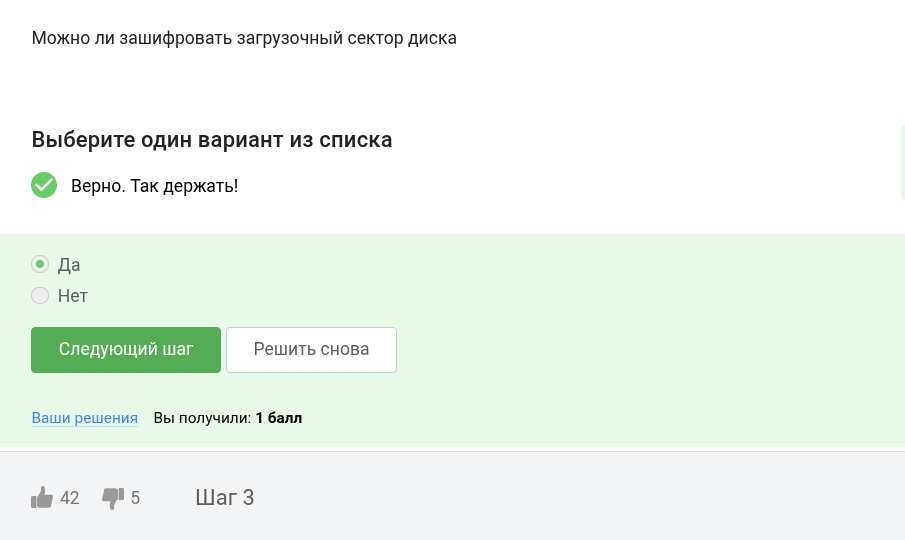 Можно ли зашифровать загрузочный сектор диска
Выберите один вариант из списка
Верно. Так держать!
Да
Нет
Следующий шаг Решить снова
Ваши решения Вы получили: 1 балл
42 5 Шаг 3